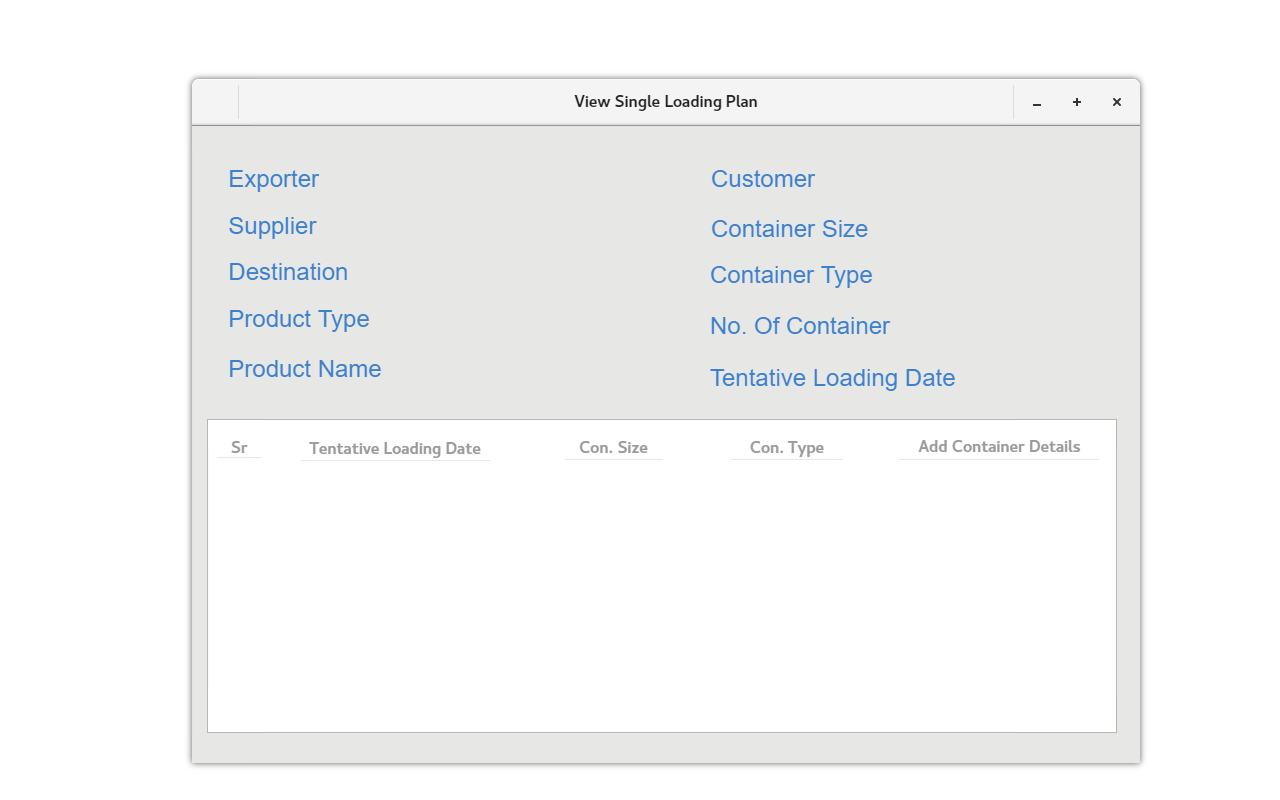 View Single Loading Plan
Exporter
Customer
Supplier
Container Size
Destination
Container Type
Product Type
No. Of Container
Product Name
Tentative Loading Date
Sr Tentative Loading Date Con. Size Con. Type Add Container Details